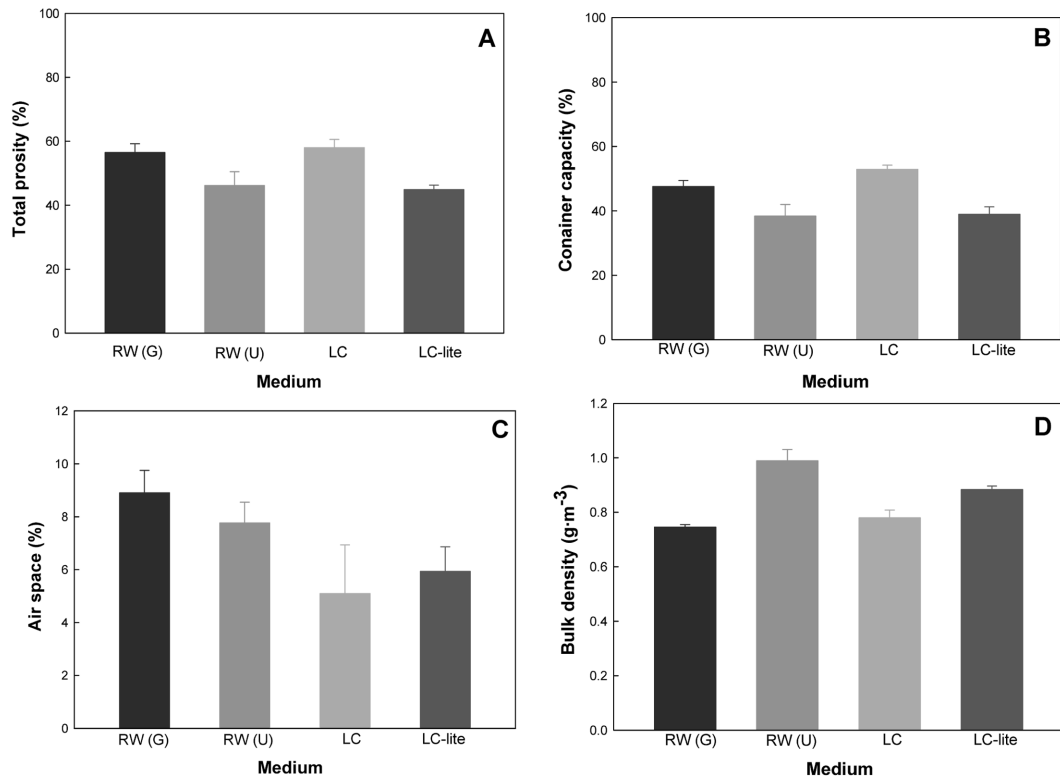 A
Total prosity (%)
100
80
60
40
20
0
RW (G) RW (U) LC LC-lite
Medium
B
Conainer capacity (%)
100
80
60
40
20
0
RW (G) RW (U) LC LC-lite
Medium
C
Air space (%)
12
10
8
6
4
2
0
RW (G) RW (U) LC LC-lite
Medium
D
Bulk density (g·m⁻³)
1.2
1.0
0.8
0.6
0.4
0.2
0.0
RW (G) RW (U) LC LC-lite
Medium